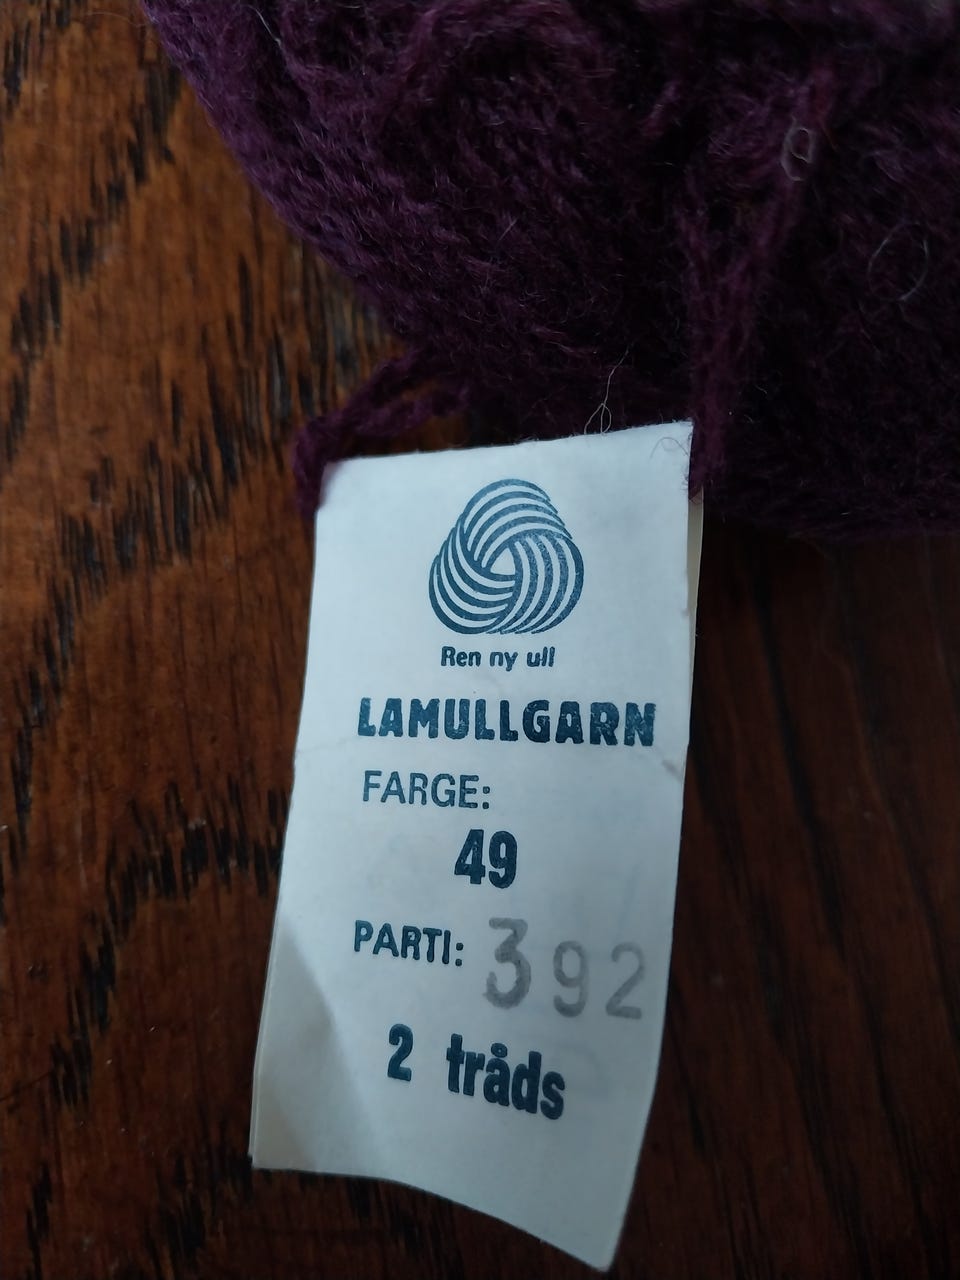 Ren ny ull
LAMULLGARN
FARGE:
49
PARTI: 392
2 tråds